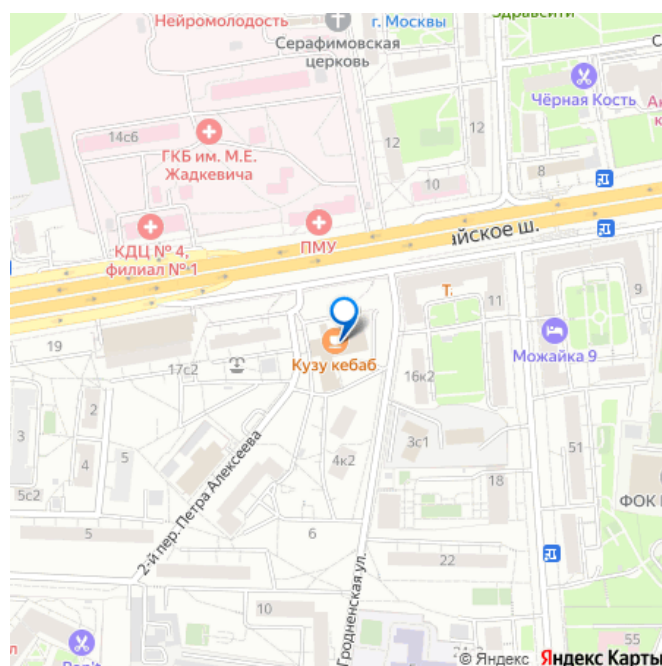 Нейромолодость
г. Москвы
Здравсити
Серафимовская
церковь
Чёрная Кость
14с6
12
12
ГКБ им. М.Е.
Жадкевича
8
10
КДЦ № 4,
филиал № 1
ПМУ
айское ш.
Т.
11
9
19
17с2
Кузу кебаб
Можайка 9
16к2
2
3
4
5
5с2
4к2
3с1
51
18
ФОК
2-й пер. Петра Алексеева
5
6
22
Гродненская ул.
10
55
© Яндекс
Яндекс Карты